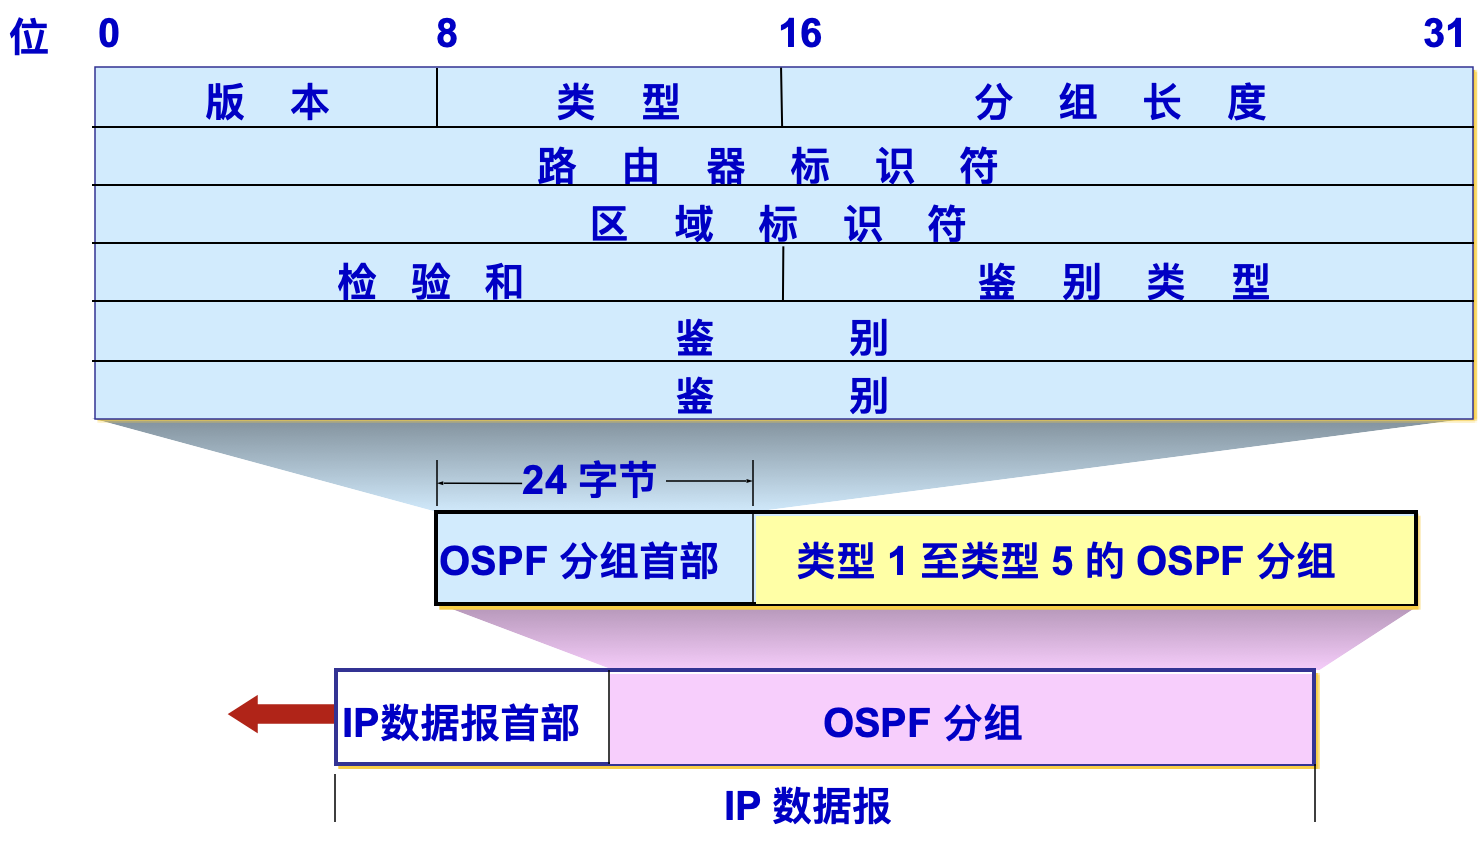 位 0 8 16 31
版 本 类 型 分 组 长 度
路 由 器 标 识 符
区 域 标 识 符
检 验 和 鉴 别 类 型
鉴 别
鉴 别
24 字节
OSPF 分组首部 类型 1 至类型 5 的 OSPF 分组
IP数据报首部 OSPF 分组
IP 数据报